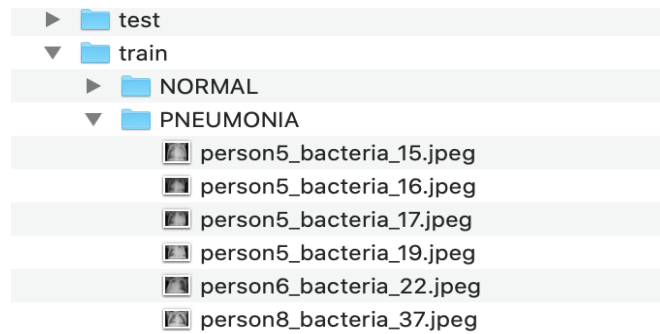 test
train
NORMAL
PNEUMONIA
person5_bacteria_15.jpeg
person5_bacteria_16.jpeg
person5_bacteria_17.jpeg
person5_bacteria_19.jpeg
person6_bacteria_22.jpeg
person8_bacteria_37.jpeg